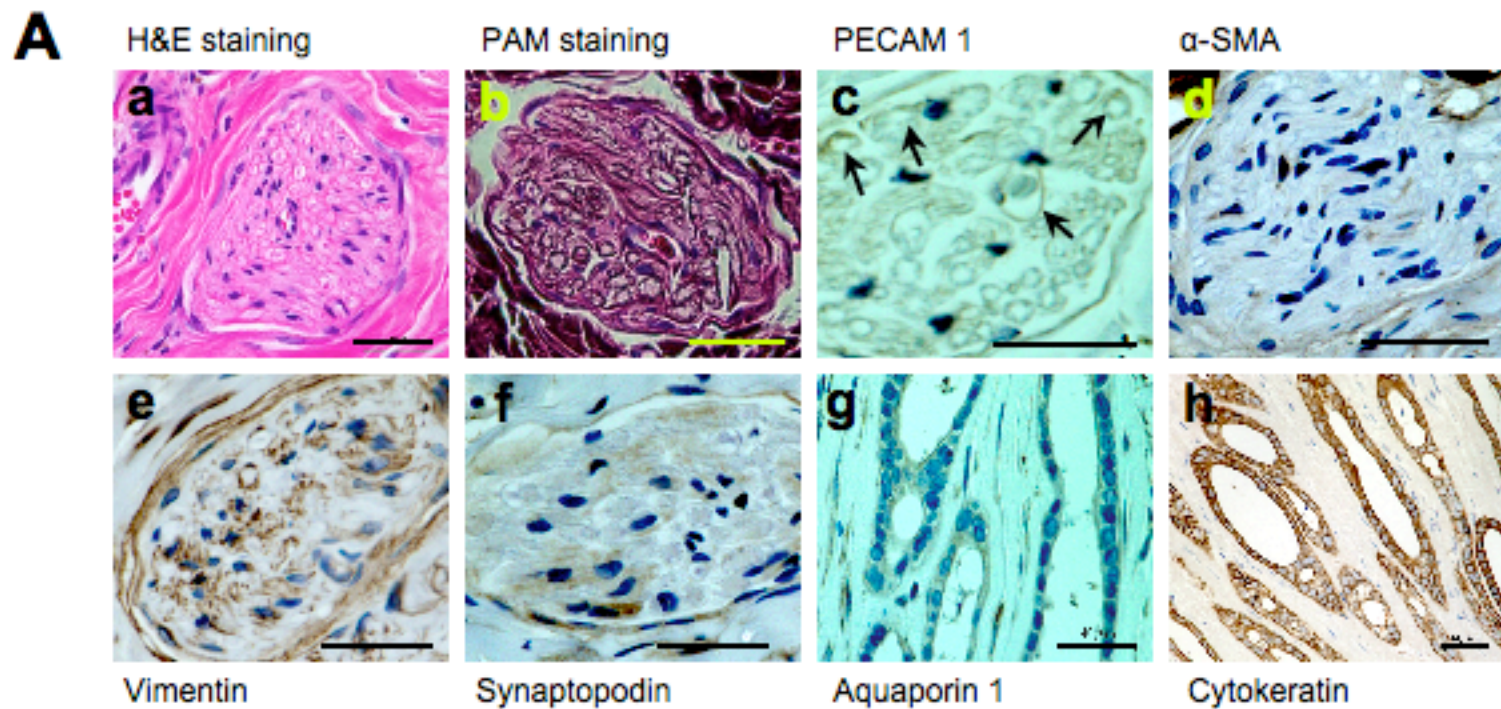 A
H&E staining PAM staining PECAM 1 α-SMA
a b c d
e f g h
Vimentin Synaptopodin Aquaporin 1 Cytokeratin